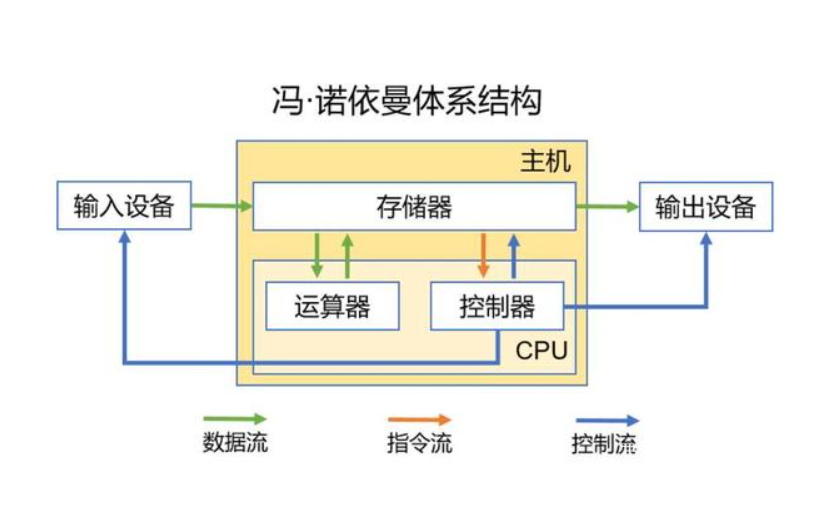 冯·诺依曼体系结构
主机
输入设备
存储器
输出设备
运算器
控制器
CPU
数据流
指令流
控制流